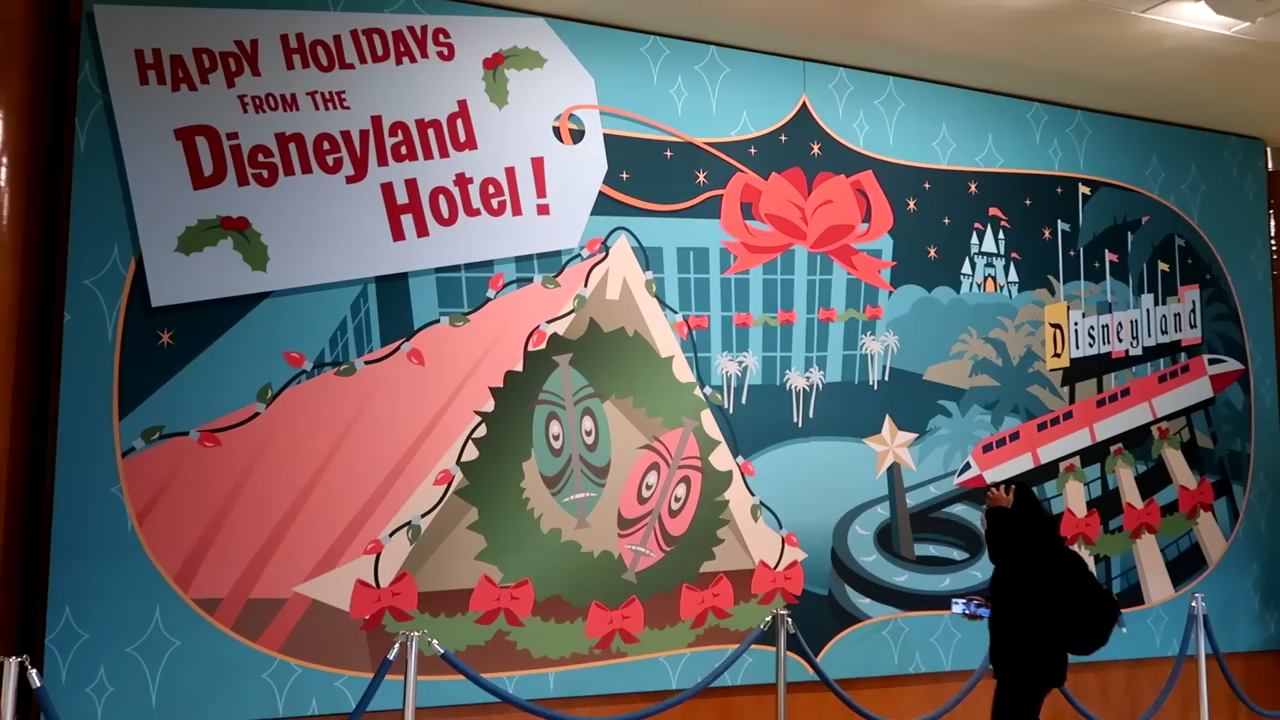 HAPPY HOLIDAYS
FROM THE
Disneyland
Hotel!
Disneyland